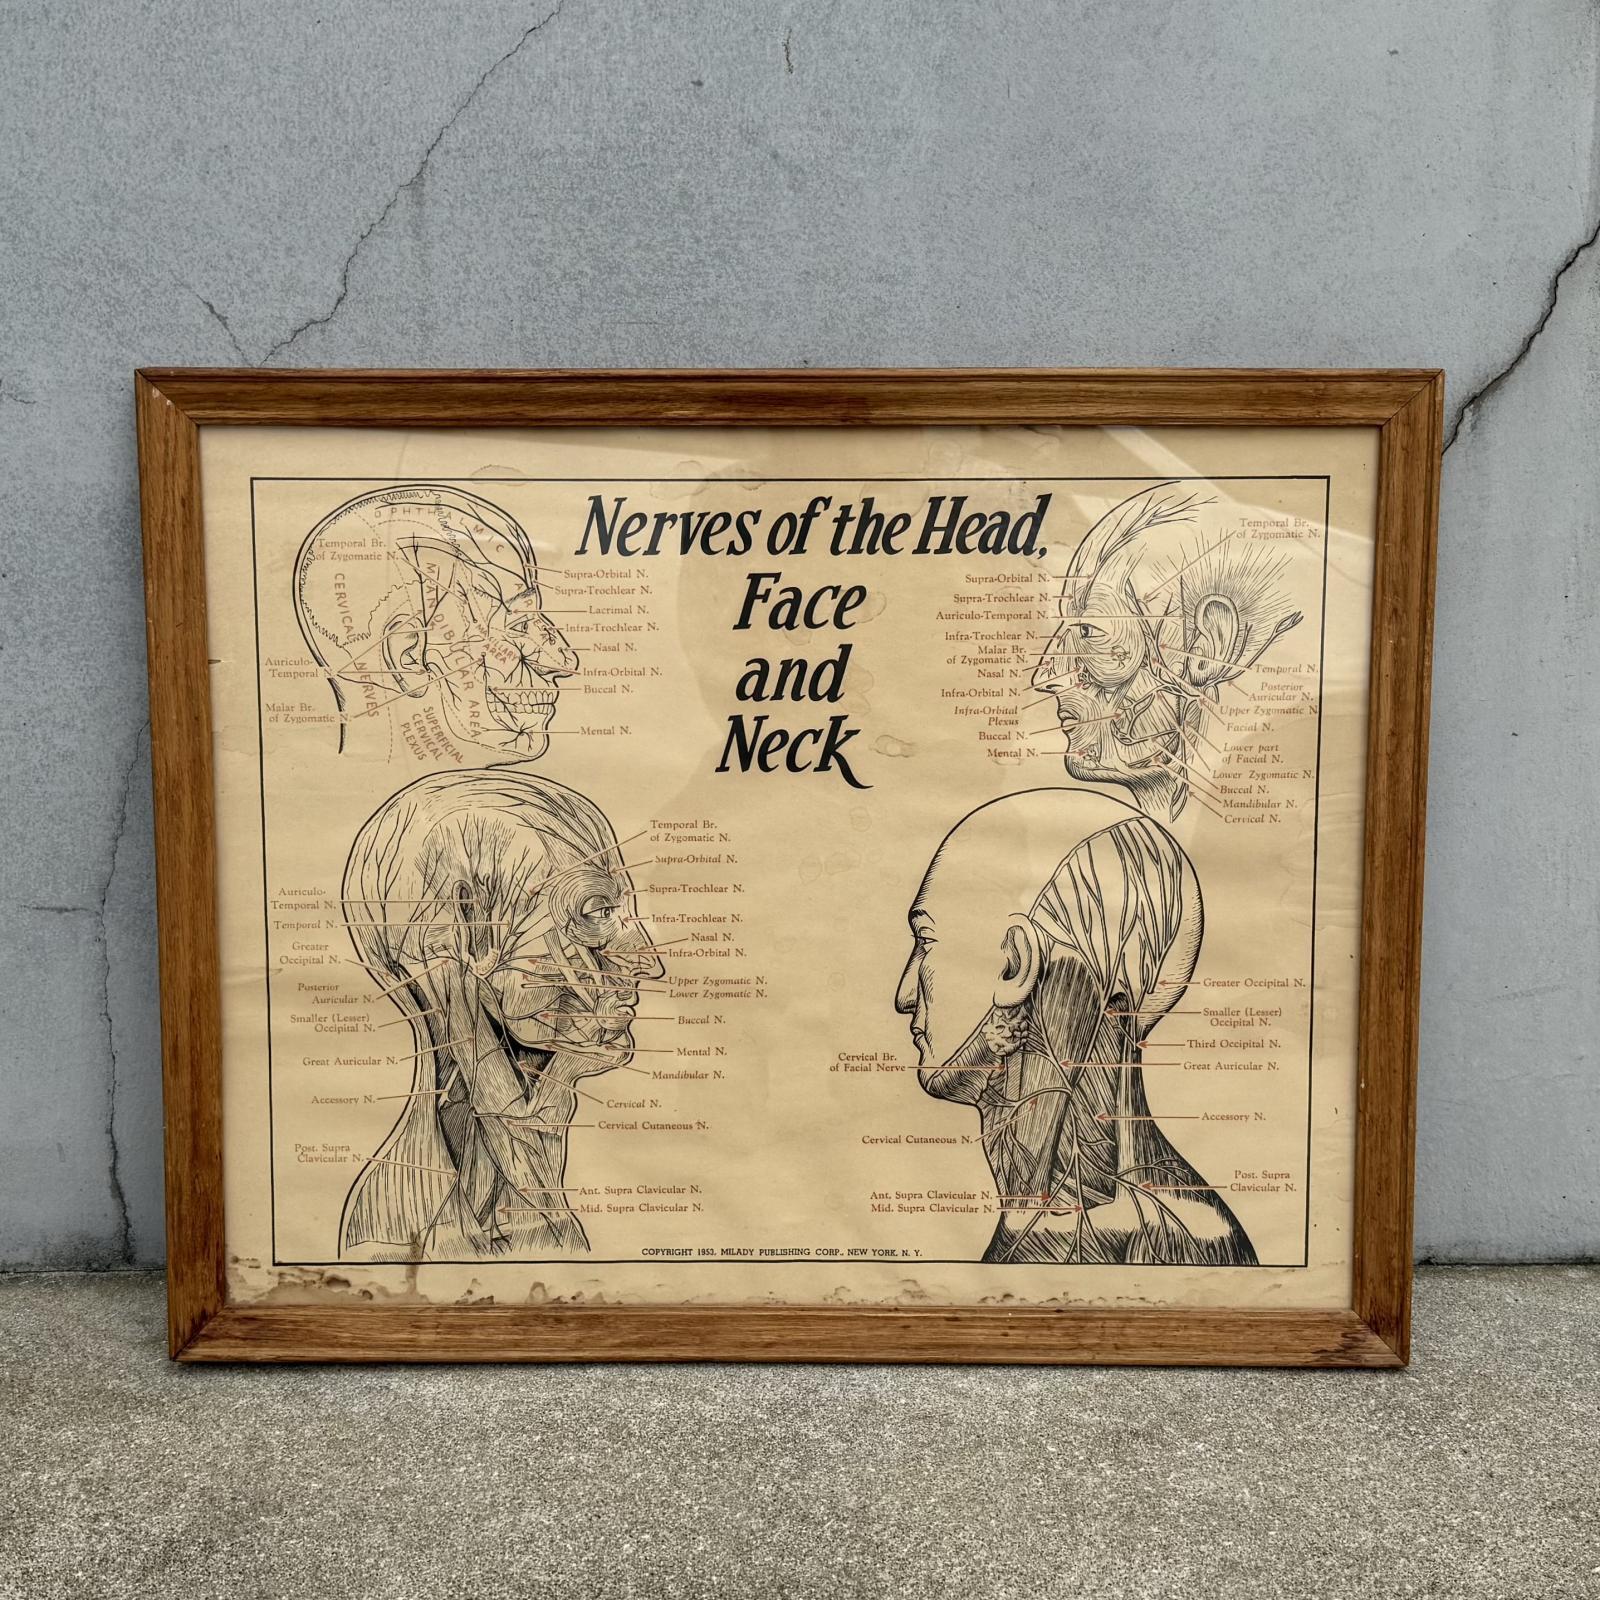 Nerves of the Head,
Face
and
Neck
OPHTHALMIC
AREA
Temporal Br.
of Zygomatic N.
CERVICAL
NERVES
MANDIBULAR AREA
MAXILLARY
AREA
SUPERFICIAL
CERVICAL
PLEXUS
Auriculo-
Temporal N.
Malar Br.
of Zygomatic N.
Supra-Orbital N.
Supra-Trochlear N.
Lacrimal N.
Infra-Trochlear N.
Nasal N.
Infra-Orbital N.
Buccal N.
Mental N.
Supra-Orbital N.
Supra-Trochlear N.
Auriculo-Temporal N.
Infra-Trochlear N.
Malar Br.
of Zygomatic N.
Nasal N.
Infra-Orbital N.
Infra-Orbital
Plexus
Buccal N.
Mental N.
Temporal Br.
of Zygomatic N.
Temporal N.
Posterior
Auricular N.
Upper Zygomatic N.
Facial N.
Lower part
of Facial N.
Lower Zygomatic N.
Buccal N.
Mandibular N.
Cervical N.
Auriculo-
Temporal N.
Temporal N.
Greater
Occipital N.
Posterior
Auricular N.
Smaller (Lesser)
Occipital N.
Great Auricular N.
Accessory N.
Post. Supra
Clavicular N.
Temporal Br.
of Zygomatic N.
Supra-Orbital N.
Supra-Trochlear N.
Infra-Trochlear N.
Nasal N.
Infra-Orbital N.
Upper Zygomatic N.
Lower Zygomatic N.
Buccal N.
Mental N.
Mandibular N.
Cervical N.
Cervical Cutaneous N.
Ant. Supra Clavicular N.
Mid. Supra Clavicular N.
Cervical Br.
of Facial Nerve
Cervical Cutaneous N.
Ant. Supra Clavicular N.
Mid. Supra Clavicular N.
Greater Occipital N.
Smaller (Lesser)
Occipital N.
Third Occipital N.
Great Auricular N.
Accessory N.
Post. Supra
Clavicular N.
COPYRIGHT 1953, MILADY PUBLISHING CORP., NEW YORK, N. Y.